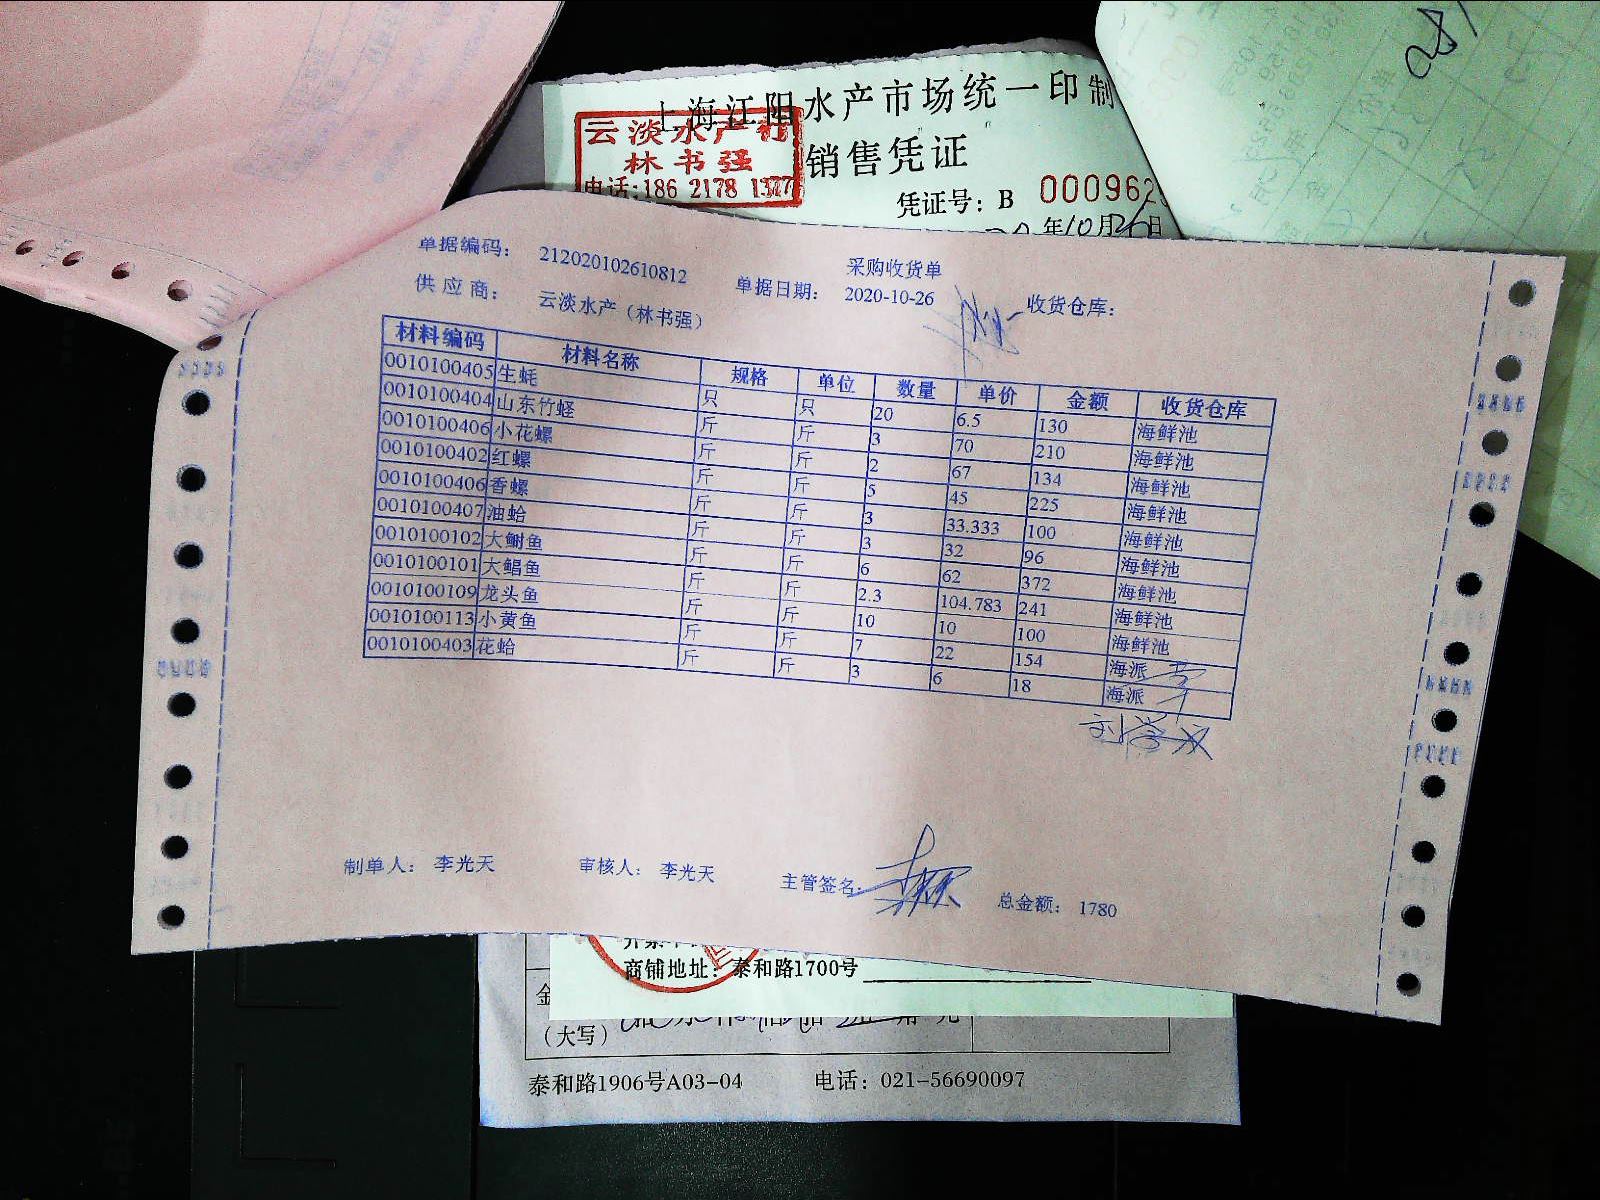 上海江阳水产市场统一印制
云淡水产行
林书强
电话:186 2178 1377
销售凭证
凭证号: B 000962
年10月26日
采购收货单
单据编码: 212020102610812 单据日期: 2020-10-26 收货仓库:
供应商: 云淡水产（林书强）
材料编码 材料名称 规格 单位 数量 单价 金额 收货仓库
0010100405 生蚝 只 只 20 6.5 130 海鲜池
0010100404 山东竹蛏 斤 斤 3 70 210 海鲜池
0010100406 小花螺 斤 斤 2 67 134 海鲜池
0010100402 红螺 斤 斤 5 45 225 海鲜池
0010100406 香螺 斤 斤 3 33.333 100 海鲜池
0010100407 油蛤 斤 斤 3 32 96 海鲜池
0010100102 大鲥鱼 斤 斤 6 62 372 海鲜池
0010100101 大鲳鱼 斤 斤 2.3 104.783 241 海鲜池
0010100109 龙头鱼 斤 斤 10 10 100 海鲜池
0010100113 小黄鱼 斤 斤 7 22 154 海派
0010100403 花蛤 斤 斤 3 6 18 海派
制单人: 李光天 审核人: 李光天 主管签名: 总金额: 1780
商铺地址: 泰和路1700号
金
(大写)
泰和路1906号A03-04 电话: 021-56690097